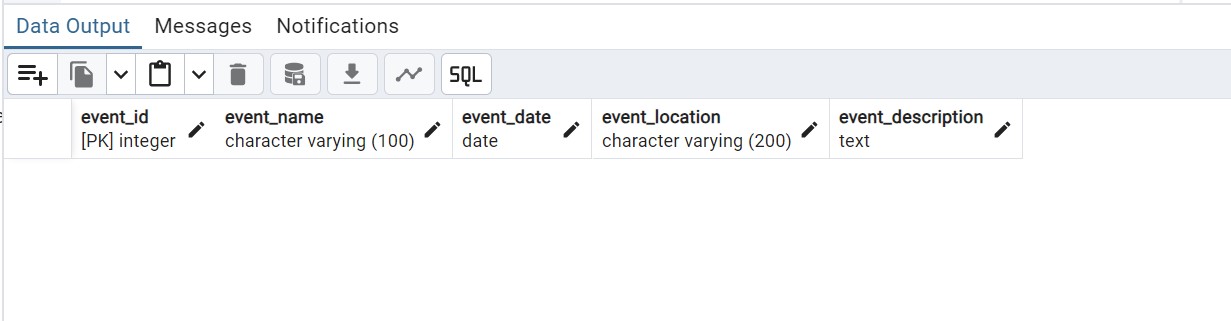 Data Output Messages Notifications
SQL
event_id event_name event_date event_location event_description
[PK] integer character varying (100) date character varying (200) text